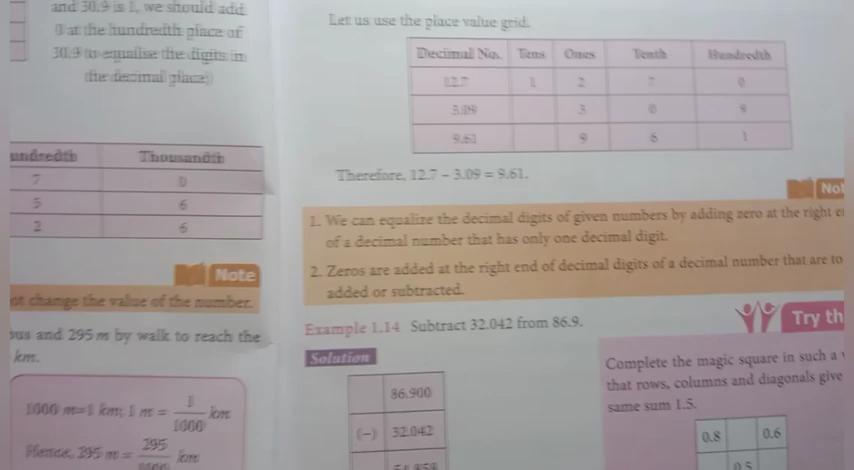 and 30.9 is 1, we should add
0 at the hundredth place of
30.9 to equalise the digits in
the decimal place)
Thousandth
7 0
5 6
2 6
Note
change the value of the number.
and 295 m by walk to reach the
km.
1000 m=1 km; 1 m = 1/1000 km
Hence, 295 m = 295/1000 km
Let us use the place value grid.
Decimal No. Tens Ones Tenth Hundredth
12.7 1 2 7 0
3.09 3 0 9
9.61 9 6 1
Therefore, 12.7 – 3.09 = 9.61.
1. We can equalize the decimal digits of given numbers by adding zero at the right
of a decimal number that has only one decimal digit.
2. Zeros are added at the right end of decimal digits of a decimal number that are to
added or subtracted.
Example 1.14 Subtract 32.042 from 86.9.
Solution
86.900
(–) 32.042
Try
Complete the magic square in such a
that rows, columns and diagonals give
same sum 1.5.
0.8 0.6
0.5